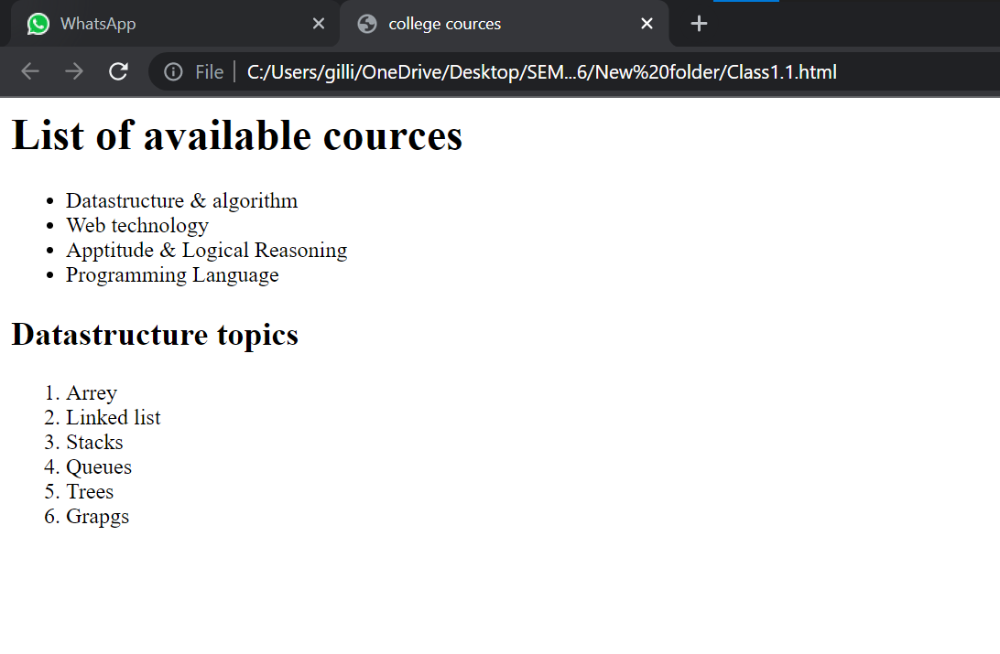 WhatsApp
college cources
File
C:/Users/gilli/OneDrive/Desktop/SEM...6/New%20folder/Class1.1.html
List of available cources
• Datastructure & algorithm
• Web technology
• Apptitude & Logical Reasoning
• Programming Language
Datastructure topics
1. Arrey
2. Linked list
3. Stacks
4. Queues
5. Trees
6. Grapgs